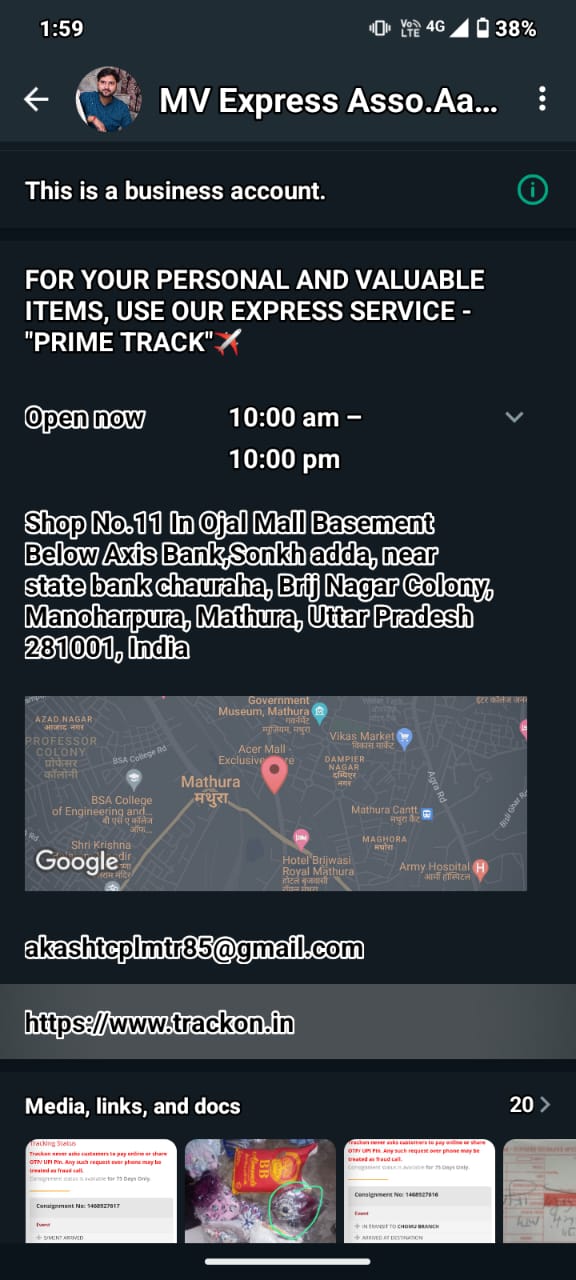 1:59
Vo LTE 4G 38%
MV Express Asso.Aa...
This is a business account.
FOR YOUR PERSONAL AND VALUABLE
ITEMS, USE OUR EXPRESS SERVICE -
"PRIME TRACK"✈️
Open now 10:00 am –
10:00 pm
Shop No.11 In Ojal Mall Basement
Below Axis Bank,Sonkh adda, near
state bank chauraha, Brij Nagar Colony,
Manoharpura, Mathura, Uttar Pradesh
281001, India
Government
Museum, Mathura
गवर्नमेंट
म्यूज़ियम, मथुरा
AZAD NAGAR
आजाद नगर
PROFESSOR
COLONY
प्रोफेसर
कॉलोनी
BSA College Rd
Vikas Market
विकास मार्केट
Acer Mall
Exclusive
DAMPIER
NAGAR
डैम्पियर
नगर
Mathura
मथुरा
Agra Rd
BSA College
of Engineering and...
बी एस ए कॉलेज
ऑफ...
Mathura Cantt
मथुरा कैंट
MAGHORA
मघोरा
Shri Krishna
Google
Hotel Brijwasi
Royal Mathura
होटल बृजवासी
रॉयल मथुरा
Army Hospital
आर्मी हॉस्पिटल
akashtcplmtr85@gmail.com
https://www.trackon.in
Media, links, and docs 20
Tracking Status
Trackon never asks customers to pay online or share
OTP/ UPI Pin. Any such request over phone may be
treated as fraud call.
Consignment status is available for 75 Days Only.
Consignment No: 1468527617
Event
BB
Trackon never asks customers to pay online or share
OTP/ UPI Pin. Any such request over phone may be
treated as fraud call.
Consignment status is available for 75 Days Only.
Consignment No: 1468527616
Event
IN TRANSIT TO CHOMU BRANCH
ARRIVED AT DESTINATION